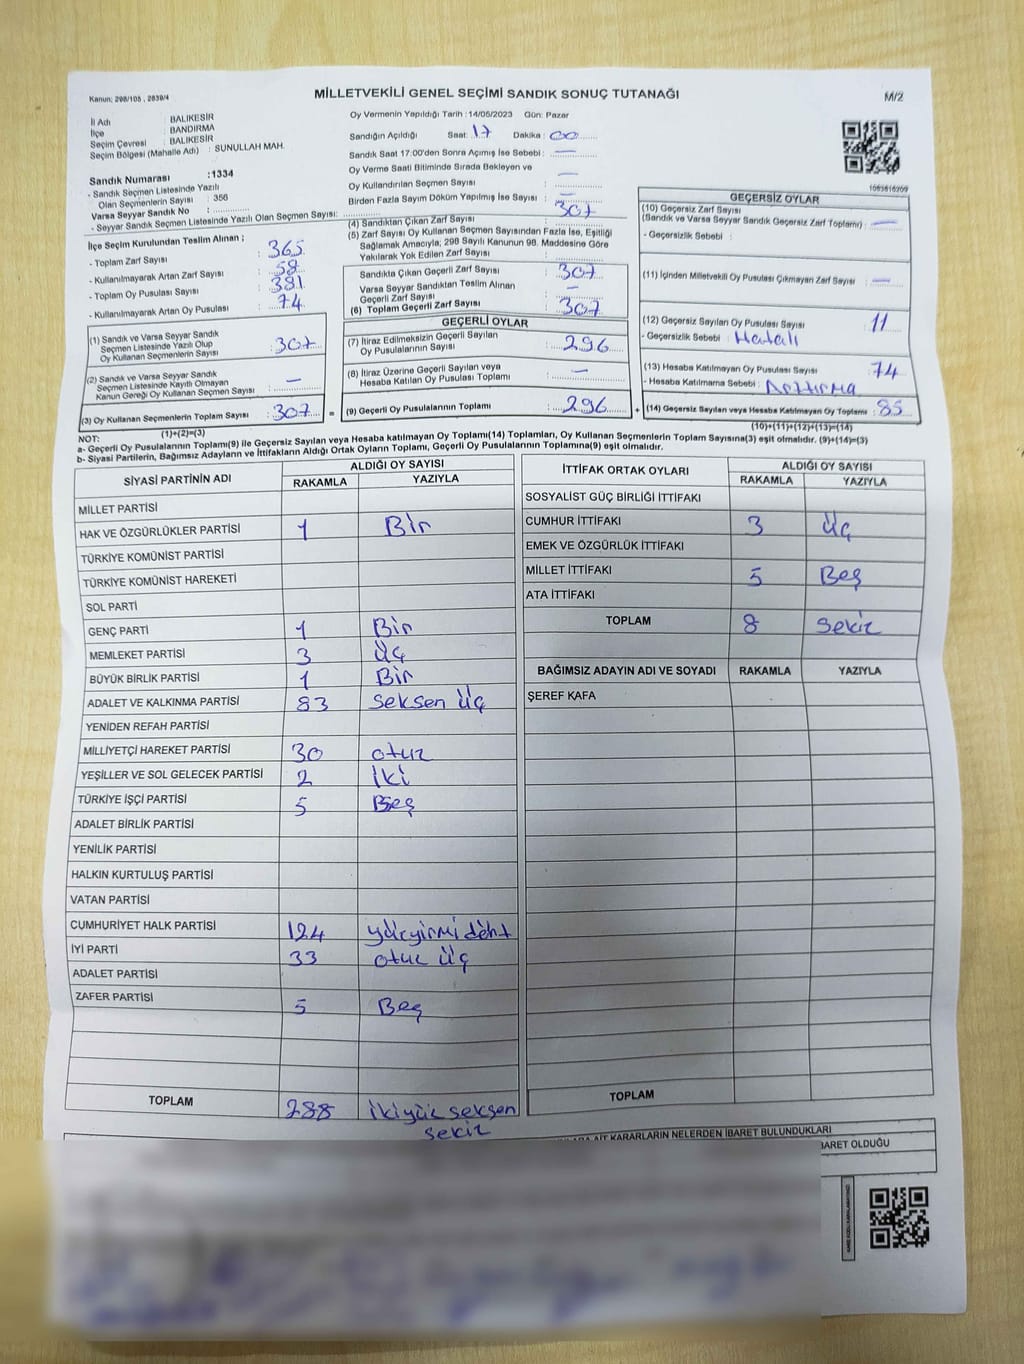 Kanun; 298/105 , 2839/4
MİLLETVEKİLİ GENEL SEÇİMİ SANDIK SONUÇ TUTANAĞI
M/2
İl Adı : BALIKESİR
İlçe : BANDIRMA
Seçim Çevresi : BALIKESİR
Seçim Bölgesi (Mahalle Adı) : SUNULLAH MAH.
Sandık Numarası :1334
- Sandık Seçmen Listesinde Yazılı
Olan Seçmenlerin Sayısı : 356
Varsa Seyyar Sandık No :
- Seyyar Sandık Seçmen Listesinde Yazılı Olan Seçmen Sayısı:
Oy Vermenin Yapıldığı Tarih :14/05/2023 Gün: Pazar
Sandığın Açıldığı Saat: 17 Dakika : 00
Sandık Saat 17:00'den Sonra Açımış İse Sebebi : —
Oy Verme Saati Bitiminde Sırada Bekleyen ve
Oy Kullandırılan Seçmen Sayısı : —
Birden Fazla Sayım Döküm Yapılmış İse Sayısı : —
1063616209
İlçe Seçim Kurulundan Teslim Alınan ;
- Toplam Zarf Sayısı : 365
- Kullanılmayarak Artan Zarf Sayısı : 58
- Toplam Oy Pusulası Sayısı : 381
- Kullanılmayarak Artan Oy Pusulası : 74
(4) Sandıktan Çıkan Zarf Sayısı : 307
(5) Zarf Sayısı Oy Kullanan Seçmen Sayısından Fazla İse, Eşitliği
Sağlamak Amacıyla; 298 Sayılı Kanunun 98. Maddesine Göre
Yakılarak Yok Edilen Zarf Sayısı :
Sandıkta Çıkan Geçerli Zarf Sayısı : 307
Varsa Seyyar Sandıktan Teslim Alınan
Geçerli Zarf Sayısı : —
(6) Toplam Geçerli Zarf Sayısı : 307
GEÇERSİZ OYLAR
(10) Geçersiz Zarf Sayısı
(Sandık ve Varsa Seyyar Sandık Geçersiz Zarf Toplamı) : —
- Geçersizlik Sebebi :
(11) İçinden Milletvekili Oy Pusulası Çıkmayan Zarf Sayısı : —
(12) Geçersiz Sayılan Oy Pusulası Sayısı : 11
- Geçersizlik Sebebi : Hatalı
(13) Hesaba Katılmayan Oy Pusulası Sayısı : 74
- Hesaba Katılmama Sebebi : Arttırma
(14) Geçersiz Sayılan veya Hesaba Katılmayan Oy Toplamı : 85
(10)+(11)+(12)+(13)=(14)
(1) Sandık ve Varsa Seyyar Sandık
Seçmen Listesinde Yazılı Olup
Oy Kullanan Seçmenlerin Sayısı : 307
(2) Sandık ve Varsa Seyyar Sandık
Seçmen Listesinde Kayıtlı Olmayan
Kanun Gereği Oy Kullanan Seçmen Sayısı : —
(3) Oy Kullanan Seçmenlerin Toplam Sayısı : 307 =
(1)+(2)=(3)
GEÇERLİ OYLAR
(7) İtiraz Edilmeksizin Geçerli Sayılan
Oy Pusulalarının Sayısı : 296
(8) İtiraz Üzerine Geçerli Sayılan veya
Hesaba Katılan Oy Pusulası Toplamı : —
(9) Geçerli Oy Pusulalarının Toplamı : 296 +
NOT:
a- Geçerli Oy Pusulalarının Toplamı(9) ile Geçersiz Sayılan veya Hesaba katılmayan Oy Toplamı(14) Toplamları, Oy Kullanan Seçmenlerin Toplam Sayısına(3) eşit olmalıdır. (9)+(14)=(3)
b- Siyasi Partilerin, Bağımsız Adayların ve İttifakların Aldığı Ortak Oyların Toplamı, Geçerli Oy Pusulalarının Toplamına(9) eşit olmalıdır.
SİYASİ PARTİNİN ADI ALDIĞI OY SAYISI
RAKAMLA YAZIYLA
MİLLET PARTİSİ
HAK VE ÖZGÜRLÜKLER PARTİSİ 1 Bir
TÜRKİYE KOMÜNİST PARTİSİ
TÜRKİYE KOMÜNİST HAREKETİ
SOL PARTİ
GENÇ PARTİ 1 Bir
MEMLEKET PARTİSİ 3 Üç
BÜYÜK BİRLİK PARTİSİ 1 Bir
ADALET VE KALKINMA PARTİSİ 83 Seksen Üç
YENİDEN REFAH PARTİSİ
MİLLİYETÇİ HAREKET PARTİSİ 30 otuz
YEŞİLLER VE SOL GELECEK PARTİSİ 2 İki
TÜRKİYE İŞÇİ PARTİSİ 5 Beş
ADALET BİRLİK PARTİSİ
YENİLİK PARTİSİ
HALKIN KURTULUŞ PARTİSİ
VATAN PARTİSİ
CUMHURİYET HALK PARTİSİ 124 yüzyirmi dört
İYİ PARTİ 33 otuz üç
ADALET PARTİSİ
ZAFER PARTİSİ 5 Beş
TOPLAM 288 ikiyüz seksen
sekiz
İTTİFAK ORTAK OYLARI ALDIĞI OY SAYISI
RAKAMLA YAZIYLA
SOSYALİST GÜÇ BİRLİĞİ İTTİFAKI
CUMHUR İTTİFAKI 3 Üç
EMEK VE ÖZGÜRLÜK İTTİFAKI
MİLLET İTTİFAKI 5 Beş
ATA İTTİFAKI
TOPLAM 8 Sekiz
BAĞIMSIZ ADAYIN ADI VE SOYADI RAKAMLA YAZIYLA
ŞEREF KAFA
TOPLAM
AİT KARARLARIN NELERDEN İBARET BULUNDUKLARI
İBARET OLDUĞU